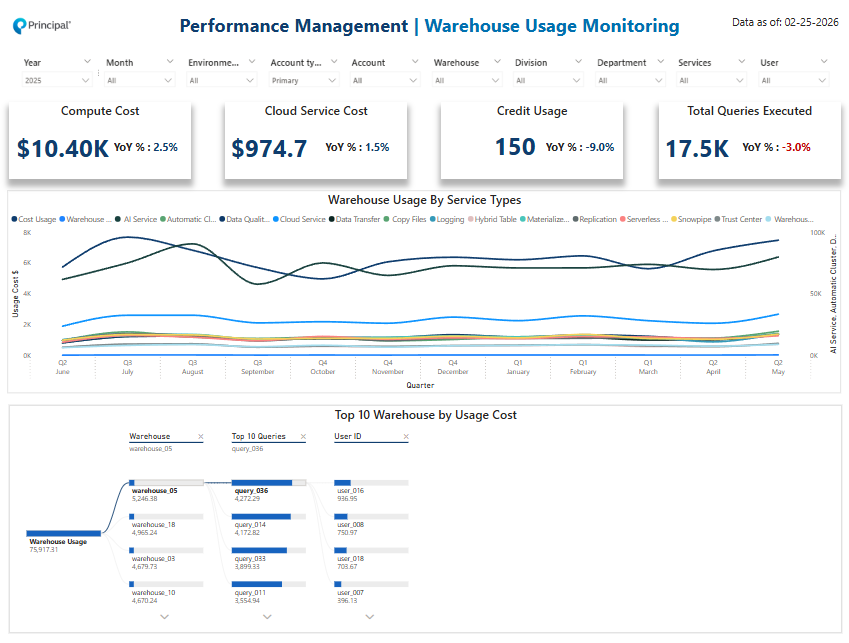 Principal®
Performance Management | Warehouse Usage Monitoring
Data as of: 02-25-2026
Year Month Environme... Account ty... Account Warehouse Division Department Services User
2025 All All Primary All All All All All All
Compute Cost
$10.40K YoY % : 2.5%
Cloud Service Cost
$974.7 YoY % : 1.5%
Credit Usage
150 YoY % : -9.0%
Total Queries Executed
17.5K YoY % : -3.0%
Warehouse Usage By Service Types
Cost Usage Warehouse ... AI Service Automatic Cl... Data Qualit... Cloud Service Data Transfer Copy Files Logging Hybrid Table Materialize... Replication Serverless ... Snowpipe Trust Center Warehous...
Usage Cost $
8K
6K
4K
2K
0K
100K
50K
0K
AI Service, Automatic Cluster, D...
Q2 Q3 Q3 Q3 Q4 Q4 Q4 Q1 Q1 Q1 Q2 Q2
June July August September October November December January February March April May
Quarter
Top 10 Warehouse by Usage Cost
Warehouse
warehouse_05
Top 10 Queries
query_036
User ID
Warehouse Usage
75,917.31
warehouse_05
5,246.38
warehouse_18
4,965.24
warehouse_03
4,679.73
warehouse_10
4,670.24
query_036
4,272.29
query_014
4,172.82
query_033
3,899.33
query_011
3,554.94
user_016
936.95
user_008
750.97
user_018
703.67
user_007
396.13